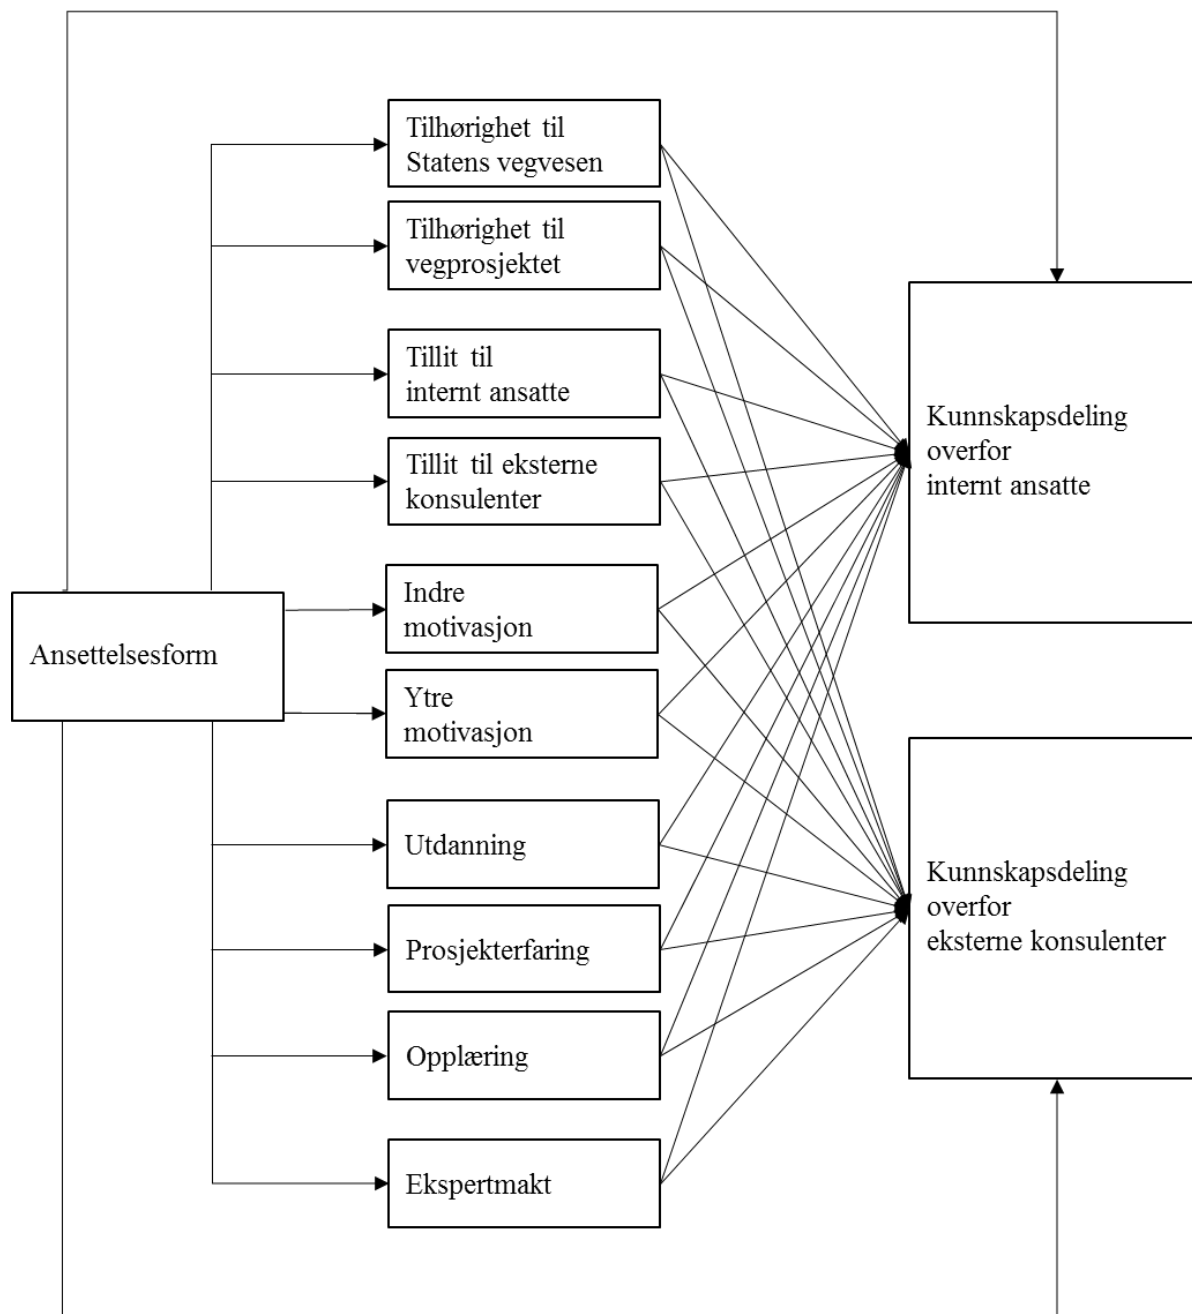 Tilhørighet til
Statens vegvesen
Tilhørighet til
vegprosjektet
Tillit til
internt ansatte
Tillit til eksterne
konsulenter
Indre
motivasjon
Ansettelsesform
Ytre
motivasjon
Utdanning
Prosjekterfaring
Opplæring
Ekspertmakt
Kunnskapsdeling
overfor
internt ansatte
Kunnskapsdeling
overfor
eksterne konsulenter